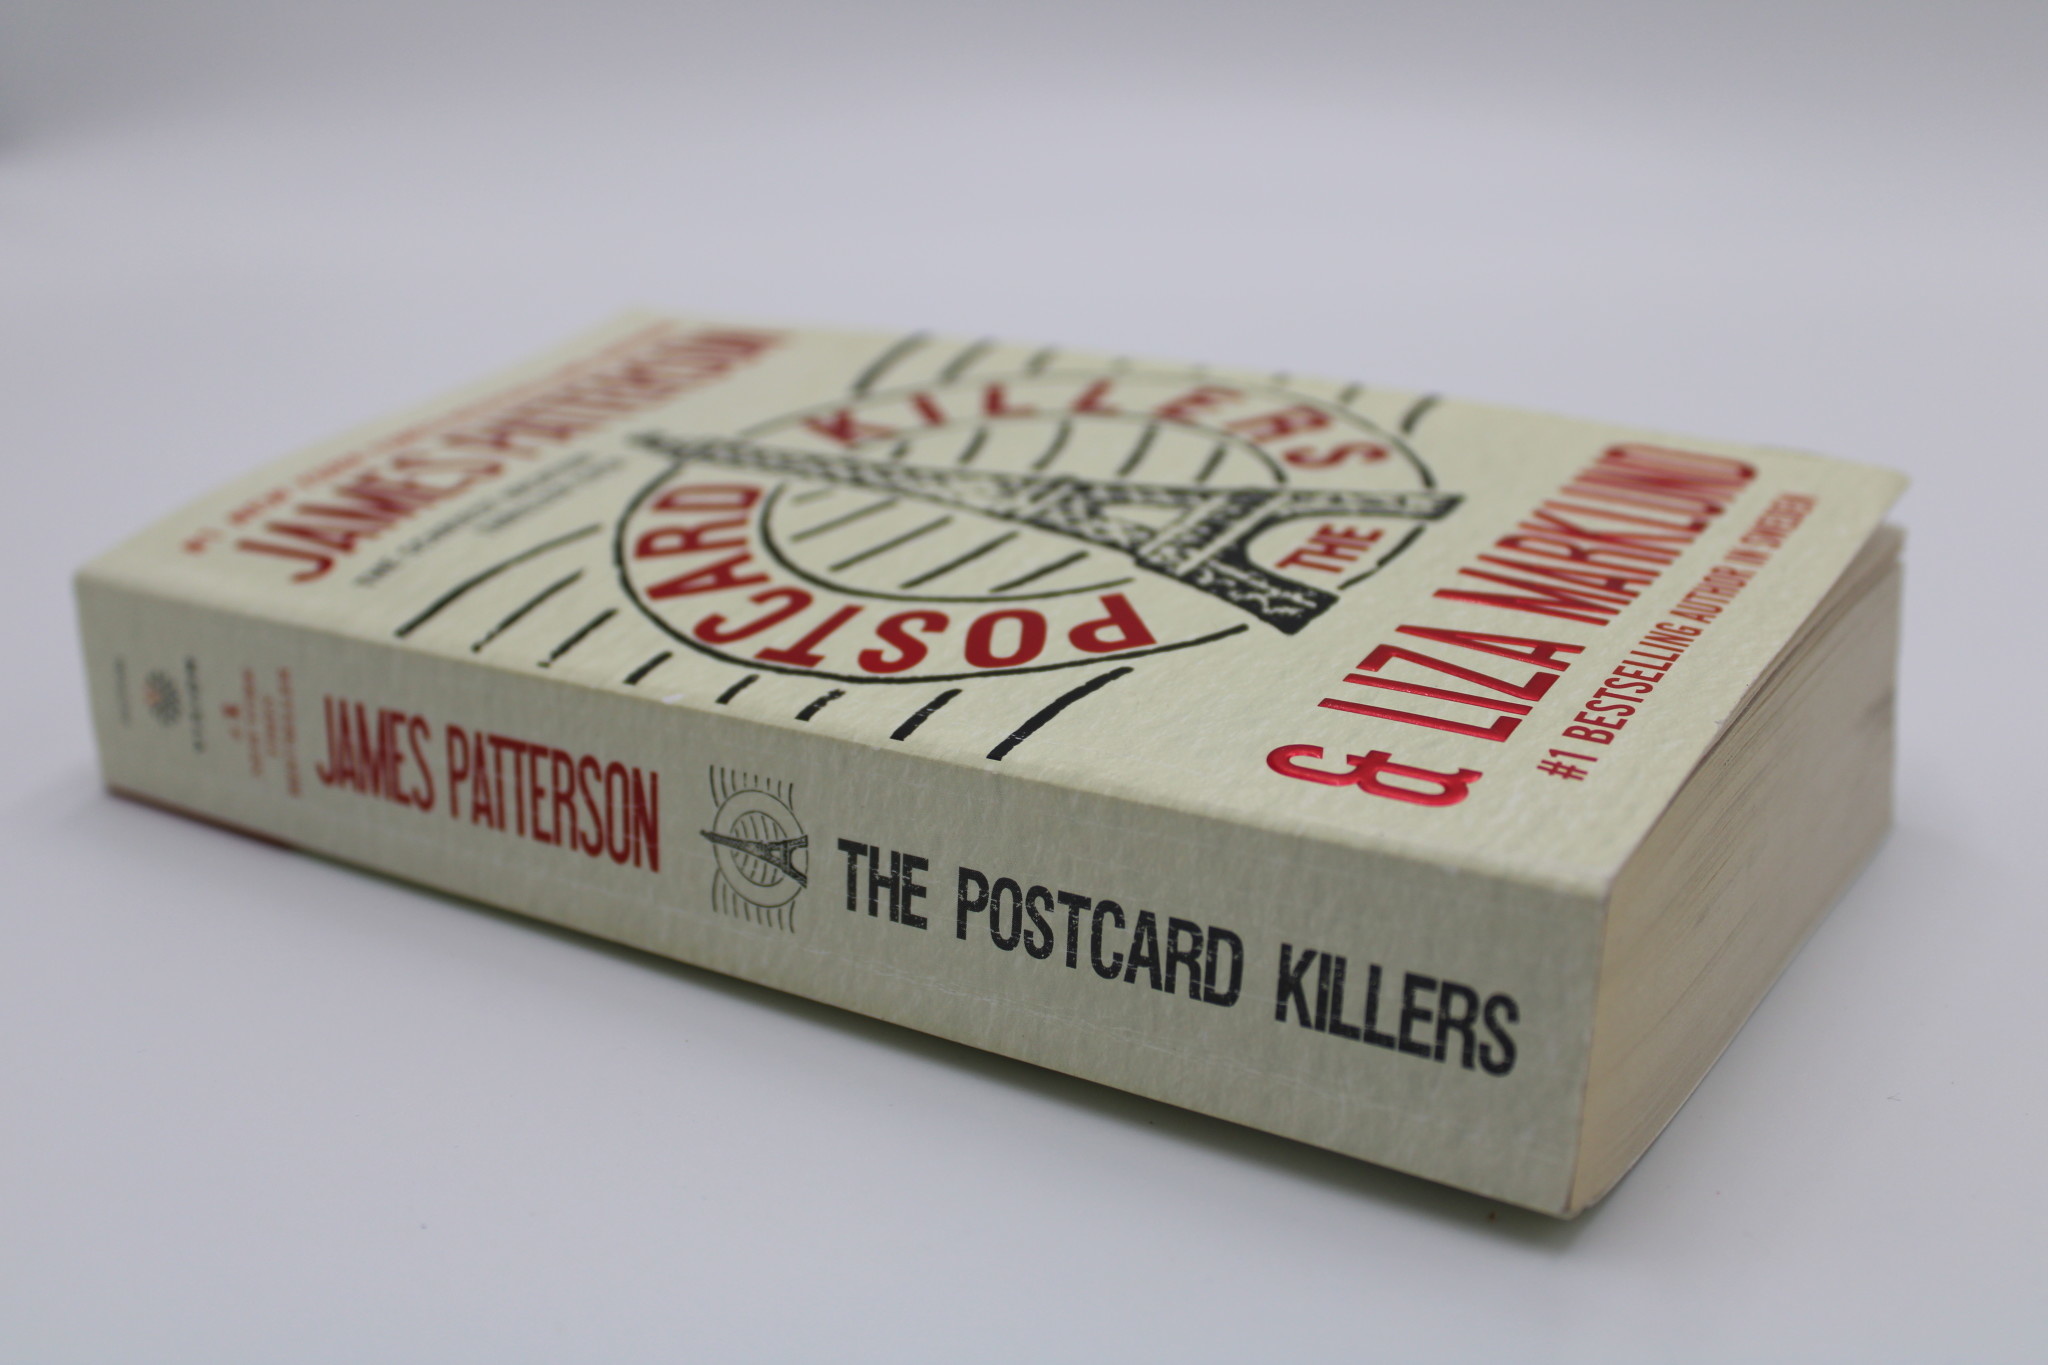 JAMES PATTERSON
THE POSTCARD KILLERS
& LIZA MARKLUND
#1 BESTSELLING AUTHOR IN SWEDEN
JAMES PATTERSON
THE POSTCARD KILLERS